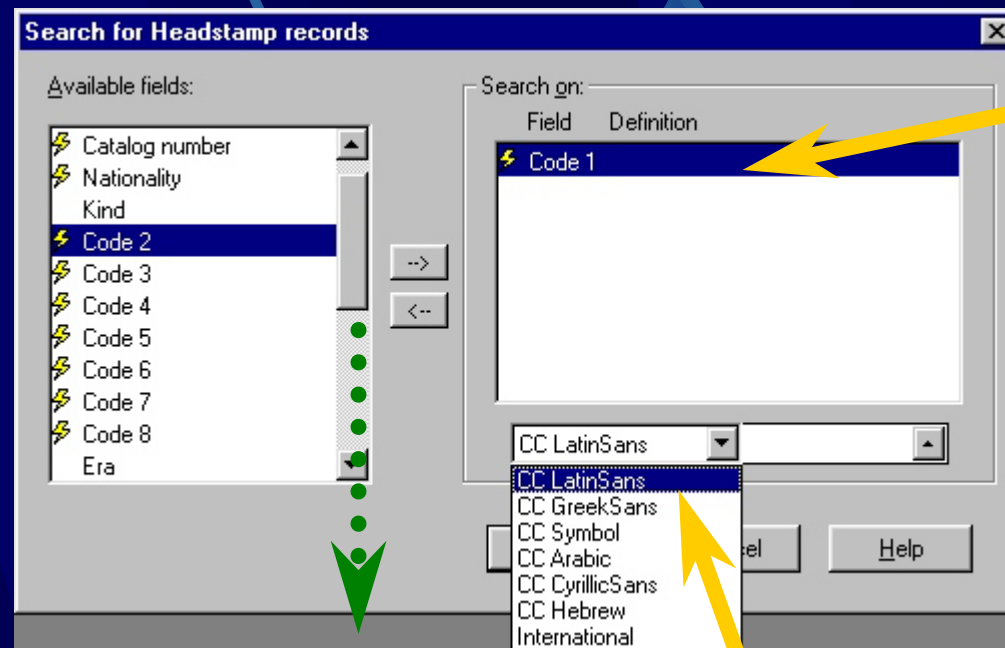 Search for Headstamp records
Available fields:
Catalog number
Nationality
Kind
Code 2
Code 3
Code 4
Code 5
Code 6
Code 7
Code 8
Era
-->
<--
Search on:
Field Definition
Code 1
CC LatinSans
CC LatinSans
CC GreekSans
CC Symbol
CC Arabic
CC CyrillicSans
CC Hebrew
International
Help